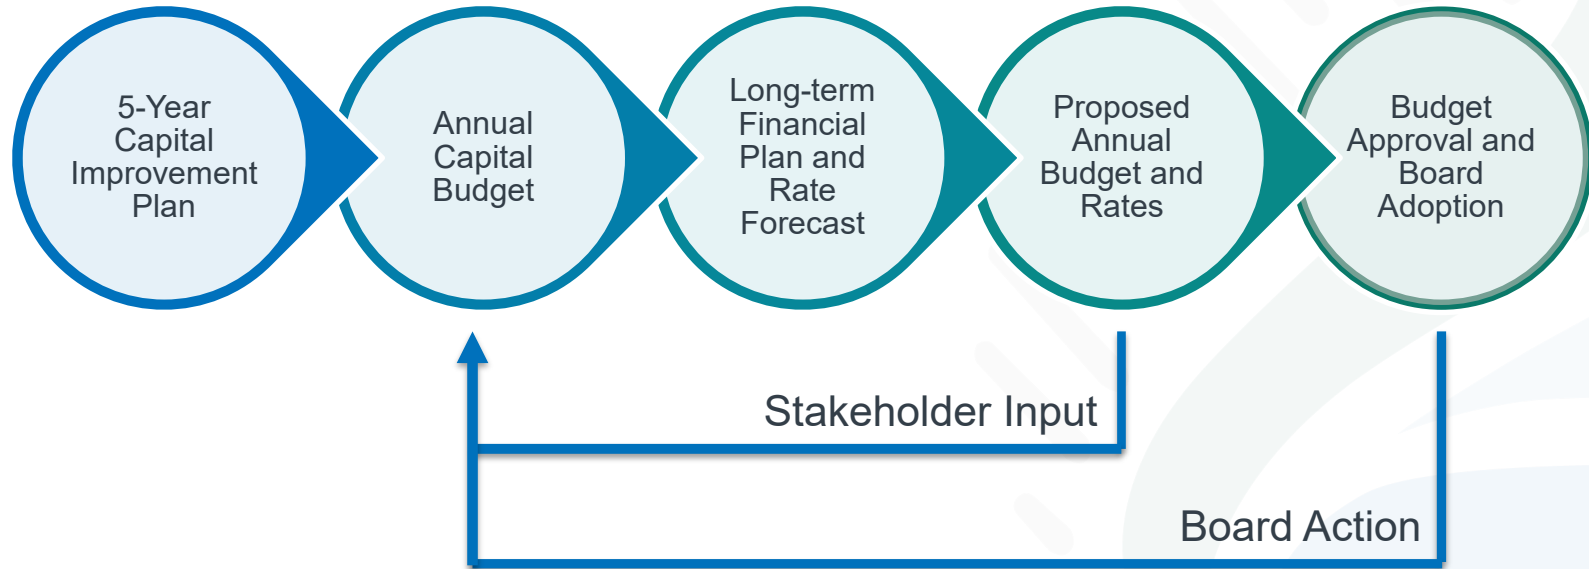 5-Year
Capital
Improvement
Plan
Annual
Capital
Budget
Long-term
Financial
Plan and
Rate
Forecast
Proposed
Annual
Budget and
Rates
Budget
Approval and
Board
Adoption
Stakeholder Input
Board Action